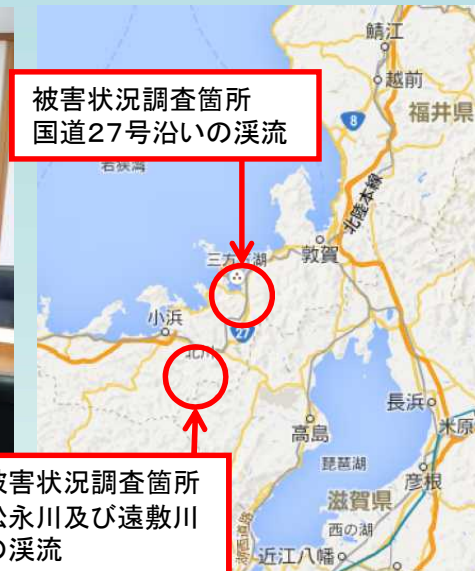 鯖江
越前
福井県
8
被害状況調査箇所
国道27号沿いの渓流
若狭湾
北陸本線
敦賀
三方
湖
小浜
27
北川
長浜
米原
高島
琵琶湖
彦根
被害状況調査箇所
松永川及び遠敷川
の渓流
滋賀県
西の湖
湖西道路
近江八幡